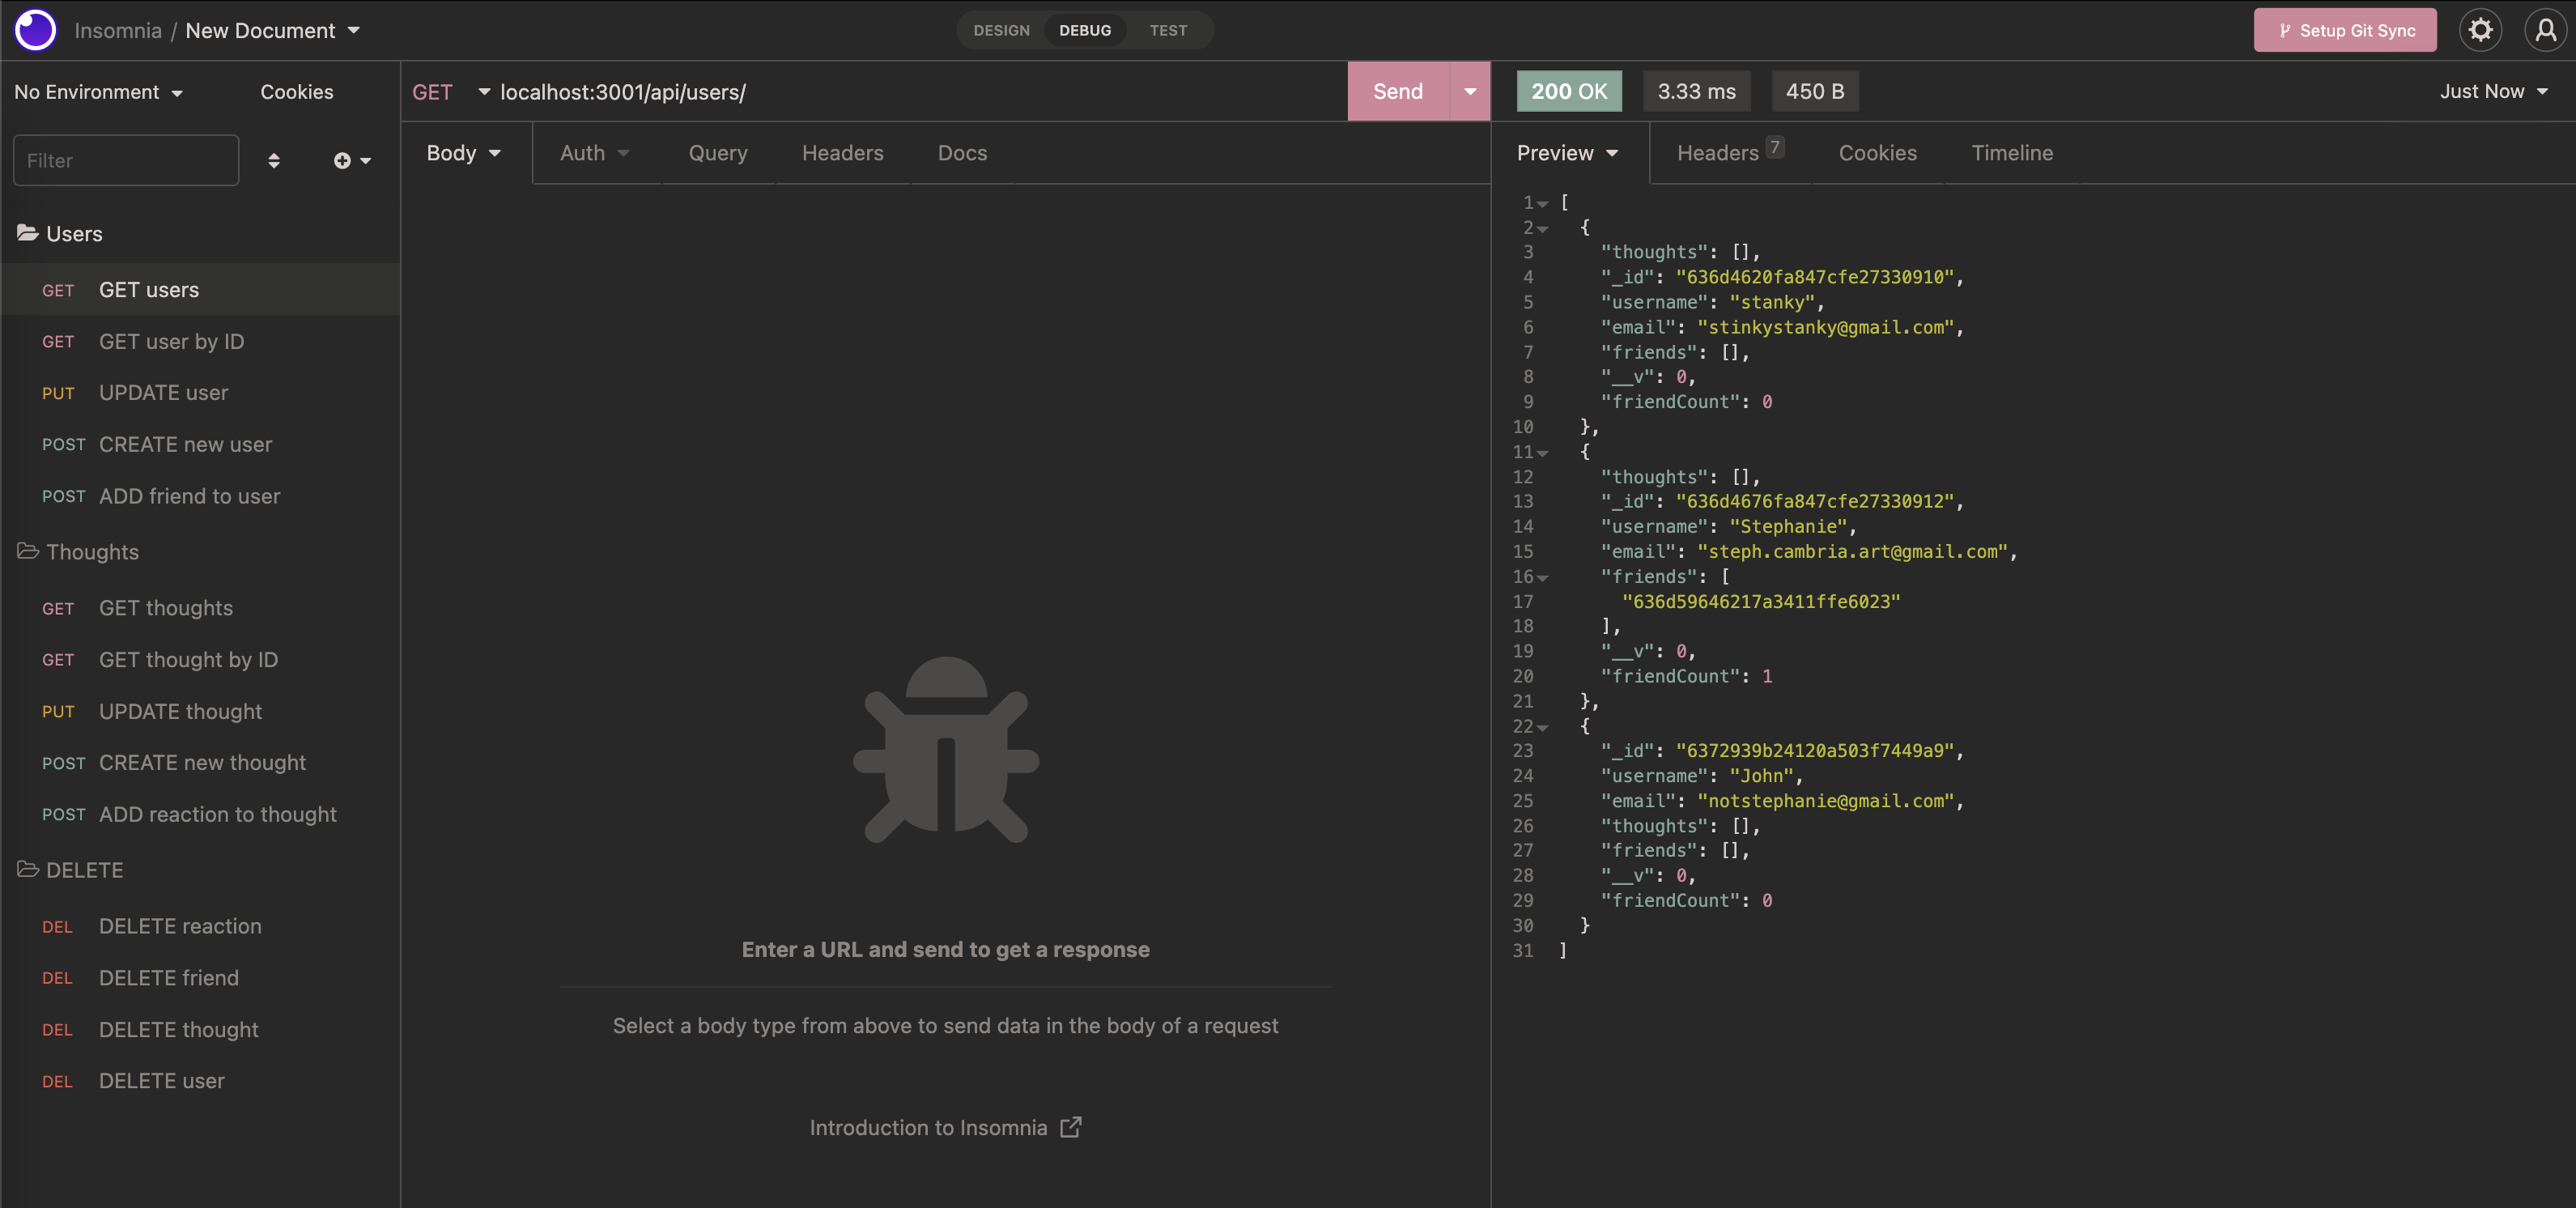 Insomnia / New Document
DESIGN DEBUG TEST
Setup Git Sync
No Environment Cookies
Filter
Users
GET GET users
GET GET user by ID
PUT UPDATE user
POST CREATE new user
POST ADD friend to user
Thoughts
GET GET thoughts
GET GET thought by ID
PUT UPDATE thought
POST CREATE new thought
POST ADD reaction to thought
DELETE
DEL DELETE reaction
DEL DELETE friend
DEL DELETE thought
DEL DELETE user
GET localhost:3001/api/users/ Send
Body Auth Query Headers Docs
Enter a URL and send to get a response
Select a body type from above to send data in the body of a request
Introduction to Insomnia
200 OK 3.33 ms 450 B Just Now
Preview Headers 7 Cookies Timeline
1 [
2 {
3 "thoughts": [],
4 "_id": "636d4620fa847cfe27330910",
5 "username": "stanky",
6 "email": "stinkystanky@gmail.com",
7 "friends": [],
8 "__v": 0,
9 "friendCount": 0
10 },
11 {
12 "thoughts": [],
13 "_id": "636d4676fa847cfe27330912",
14 "username": "Stephanie",
15 "email": "steph.cambria.art@gmail.com",
16 "friends": [
17 "636d59646217a3411ffe6023"
18 ],
19 "__v": 0,
20 "friendCount": 1
21 },
22 {
23 "_id": "6372939b24120a503f7449a9",
24 "username": "John",
25 "email": "notstephanie@gmail.com",
26 "thoughts": [],
27 "friends": [],
28 "__v": 0,
29 "friendCount": 0
30 }
31 ]